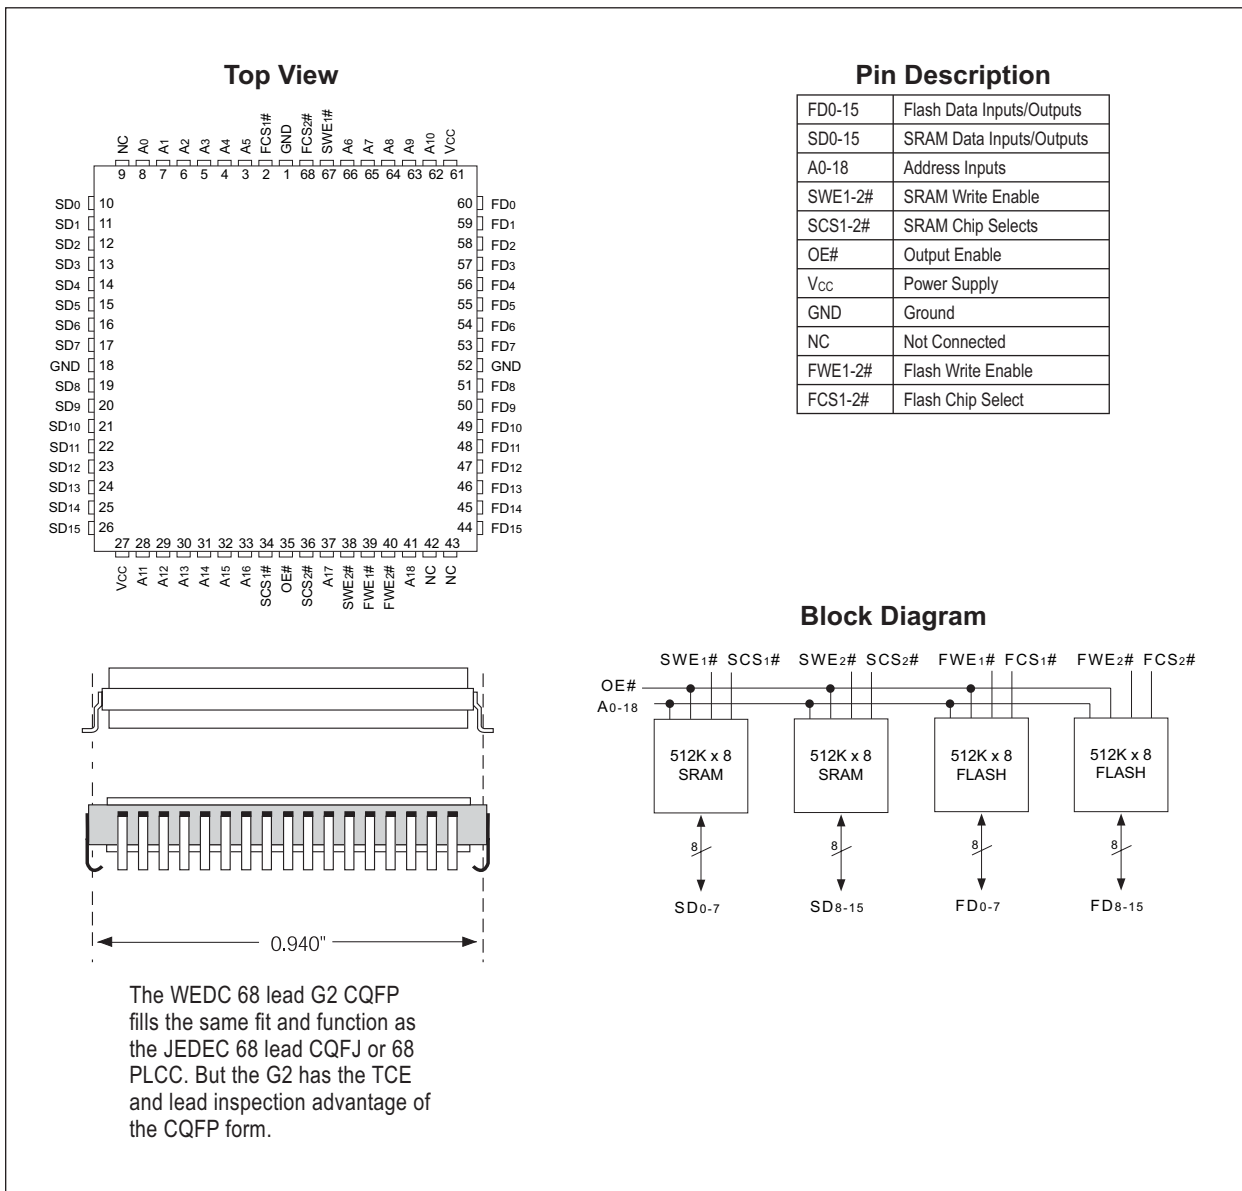 Top View
NC A0 A1 A2 A3 A4 A5 FCS1# GND FCS2# SWE1# A6 A7 A8 A9 A10 VCC
9 8 7 6 5 4 3 2 1 68 67 66 65 64 63 62 61
SD0 10 60 FD0
SD1 11 59 FD1
SD2 12 58 FD2
SD3 13 57 FD3
SD4 14 56 FD4
SD5 15 55 FD5
SD6 16 54 FD6
SD7 17 53 FD7
GND 18 52 GND
SD8 19 51 FD8
SD9 20 50 FD9
SD10 21 49 FD10
SD11 22 48 FD11
SD12 23 47 FD12
SD13 24 46 FD13
SD14 25 45 FD14
SD15 26 44 FD15
27 28 29 30 31 32 33 34 35 36 37 38 39 40 41 42 43
VCC A11 A12 A13 A14 A15 A16 SCS1# OE# SCS2# A17 SWE2# FWE1# FWE2# A18 NC NC
Pin Description
FD0-15 Flash Data Inputs/Outputs
SD0-15 SRAM Data Inputs/Outputs
A0-18 Address Inputs
SWE1-2# SRAM Write Enable
SCS1-2# SRAM Chip Selects
OE# Output Enable
VCC Power Supply
GND Ground
NC Not Connected
FWE1-2# Flash Write Enable
FCS1-2# Flash Chip Select
0.940"
The WEDC 68 lead G2 CQFP
fills the same fit and function as
the JEDEC 68 lead CQFJ or 68
PLCC. But the G2 has the TCE
and lead inspection advantage of
the CQFP form.
Block Diagram
SWE1# SCS1# SWE2# SCS2# FWE1# FCS1# FWE2# FCS2#
OE#
A0-18
512K x 8 512K x 8 512K x 8 512K x 8
SRAM SRAM FLASH FLASH
8 8 8 8
SD0-7 SD8-15 FD0-7 FD8-15